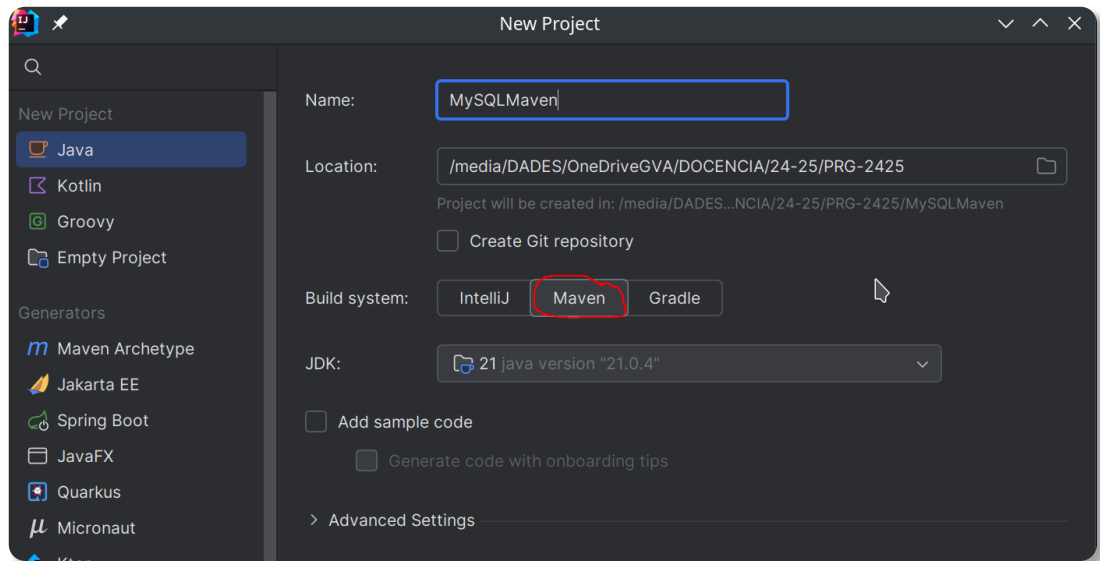 New Project
New Project
Java
Kotlin
Groovy
Empty Project
Generators
Maven Archetype
Jakarta EE
Spring Boot
JavaFX
Quarkus
Micronaut
Name:
MySQLMaven
Location:
/media/DADES/OneDriveGVA/DOCENCIA/24-25/PRG-2425
Project will be created in: /media/DADES...NCIA/24-25/PRG-2425/MySQLMaven
Create Git repository
Build system:
IntelliJ
Maven
Gradle
JDK:
21 java version "21.0.4"
Add sample code
Generate code with onboarding tips
Advanced Settings